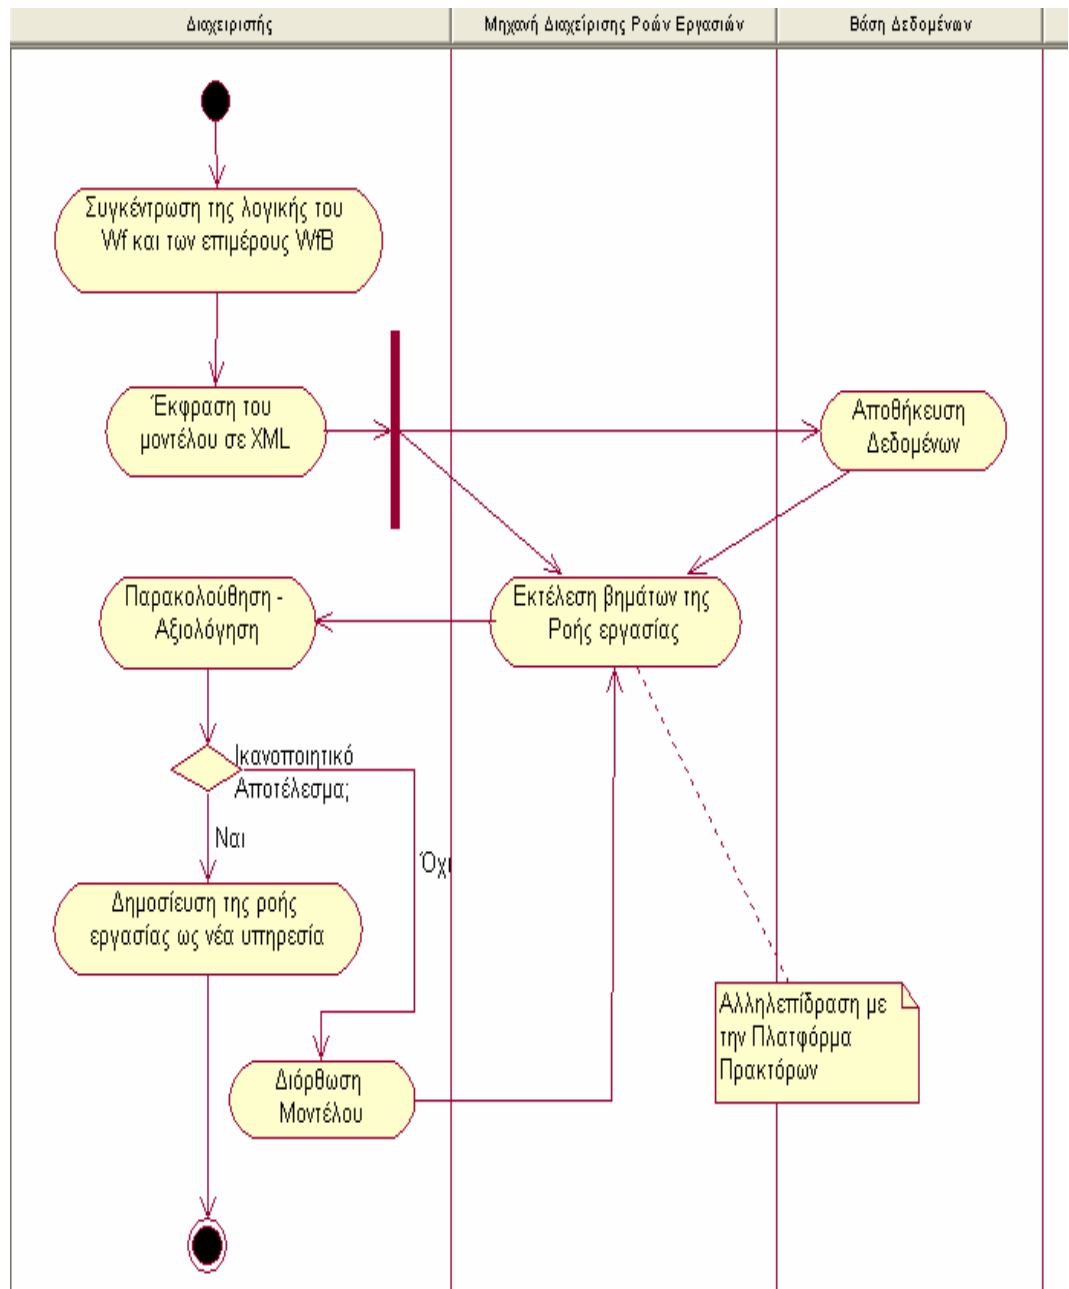 Διαχειριστής
Μηχανή Διαχείρισης Ροών Εργασιών
Βάση Δεδομένων
Συγκέντρωση της λογικής του
Wf και των επιμέρους WfB
Έκφραση του
μοντέλου σε XML
Αποθήκευση
Δεδομένων
Παρακολούθηση -
Αξιολόγηση
Εκτέλεση βημάτων της
Ροής εργασίας
Ικανοποιητικό
Αποτέλεσμα;
Ναι
Όχι
Δημοσίευση της ροής
εργασίας ως νέα υπηρεσία
Αλληλεπίδραση με
την Πλατφόρμα
Πρακτόρων
Διόρθωση
Μοντέλου